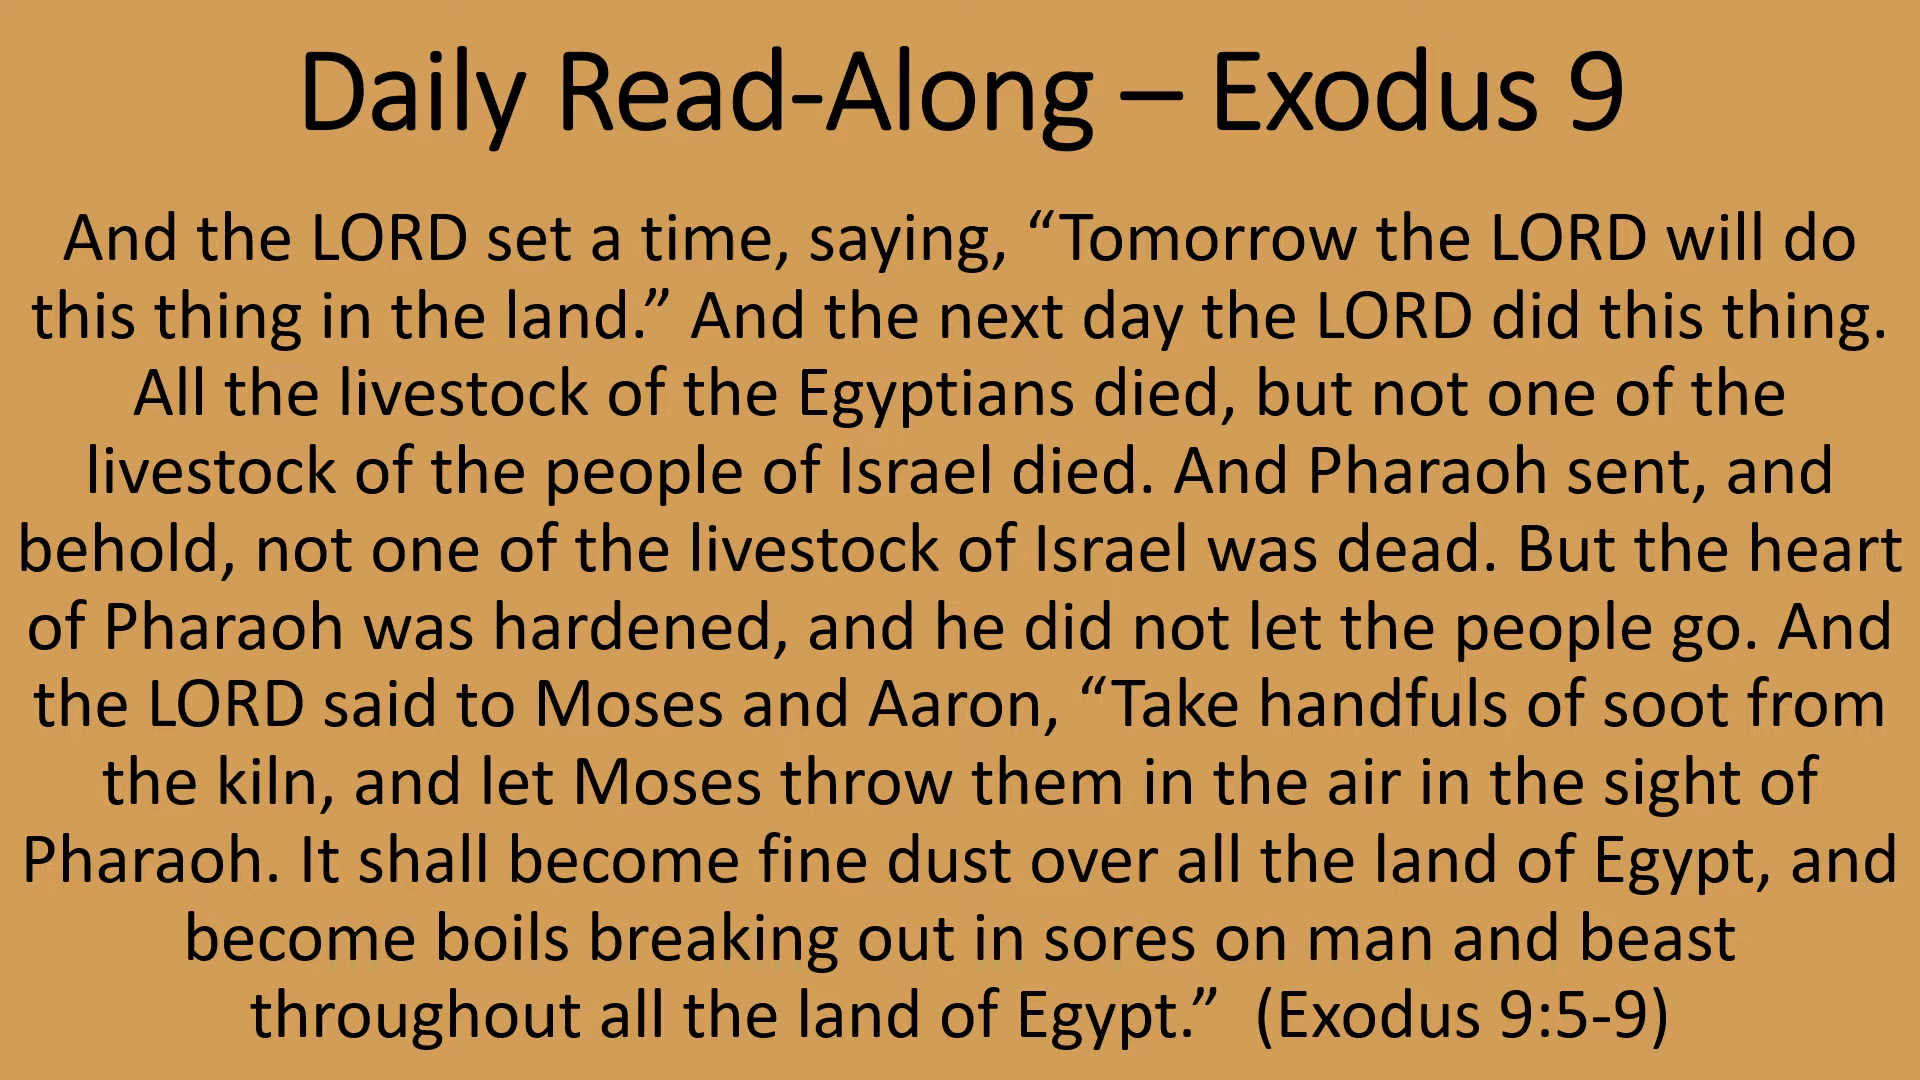 Daily Read-Along – Exodus 9
And the LORD set a time, saying, “Tomorrow the LORD will do
this thing in the land.” And the next day the LORD did this thing.
All the livestock of the Egyptians died, but not one of the
livestock of the people of Israel died. And Pharaoh sent, and
behold, not one of the livestock of Israel was dead. But the heart
of Pharaoh was hardened, and he did not let the people go. And
the LORD said to Moses and Aaron, “Take handfuls of soot from
the kiln, and let Moses throw them in the air in the sight of
Pharaoh. It shall become fine dust over all the land of Egypt, and
become boils breaking out in sores on man and beast
throughout all the land of Egypt.” (Exodus 9:5-9)